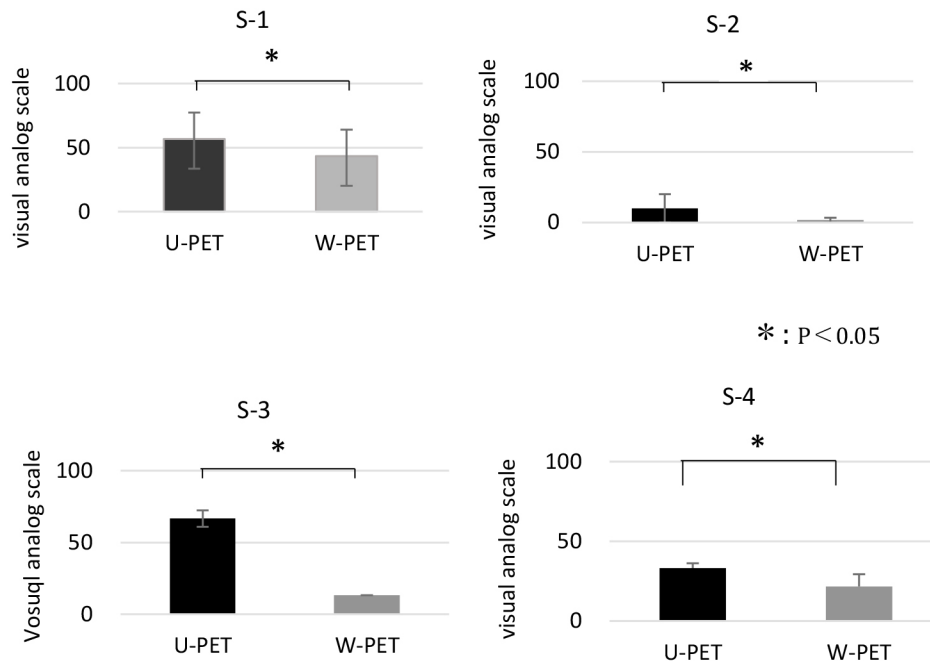 S-1
*
visual analog scale
100
50
0
U-PET
W-PET
S-2
*
visual analog scale
100
50
0
U-PET
W-PET
* : P＜0.05
S-3
*
Vosuql analog scale
100
50
0
U-PET
W-PET
S-4
*
visual analog scale
100
50
0
U-PET
W-PET